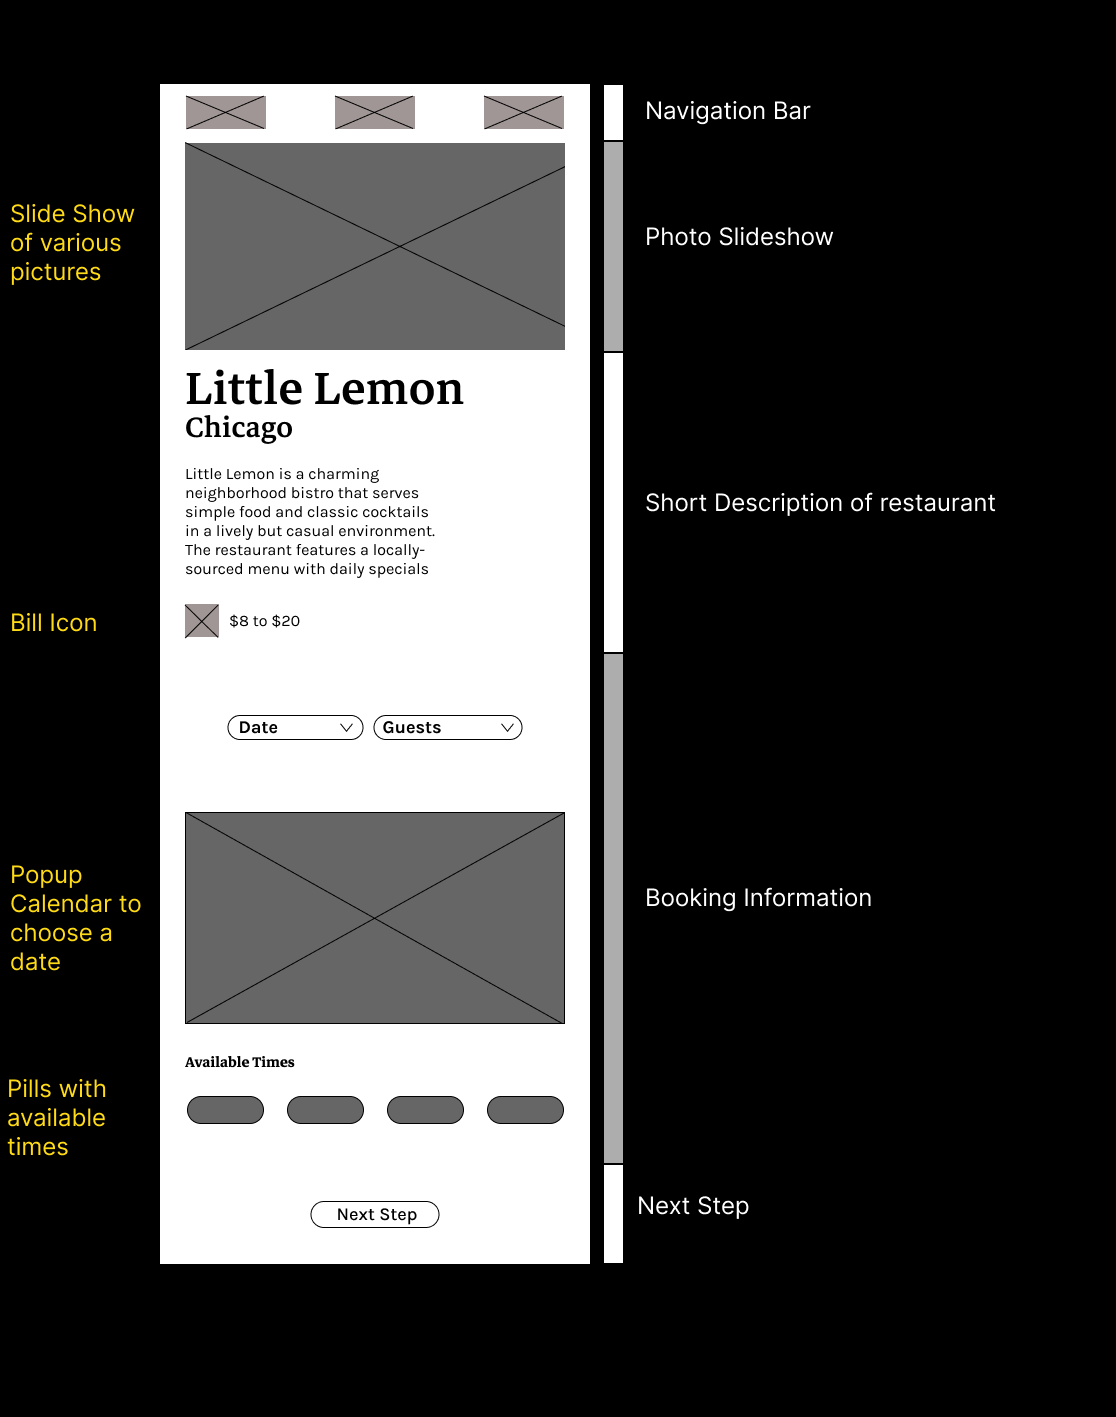 Navigation Bar
Slide Show
of various
pictures
Photo Slideshow
Little Lemon
Chicago
Little Lemon is a charming
neighborhood bistro that serves
simple food and classic cocktails
in a lively but casual environment.
The restaurant features a locally-
sourced menu with daily specials
Short Description of restaurant
Bill Icon
$8 to $20
Date
Guests
Popup
Calendar to
choose a
date
Booking Information
Available Times
Pills with
available
times
Next Step
Next Step